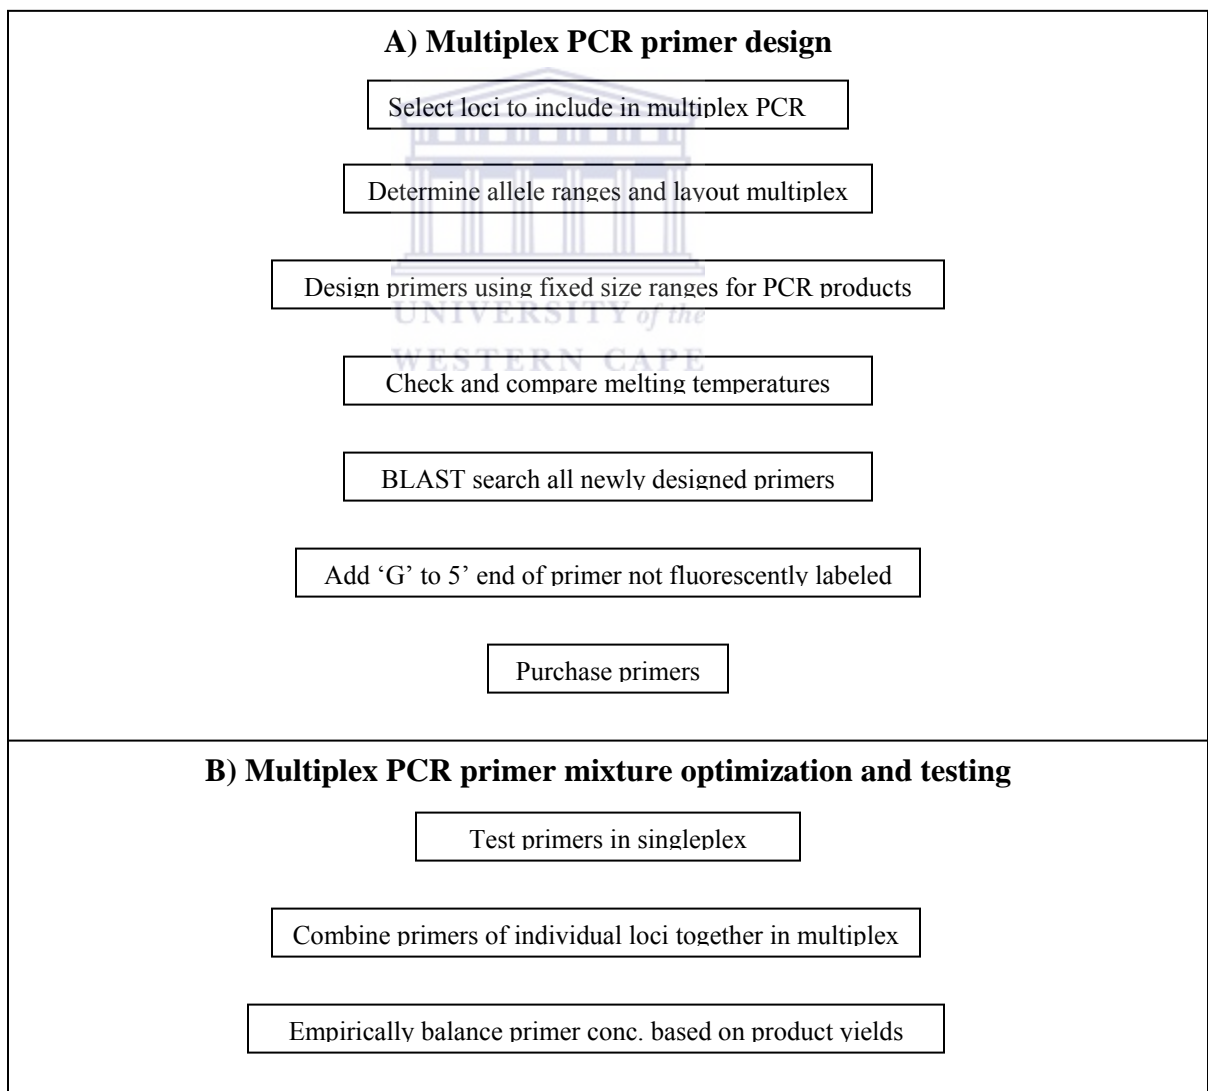 A) Multiplex PCR primer design
Select loci to include in multiplex PCR
Determine allele ranges and layout multiplex
Design primers using fixed size ranges for PCR products
UNIVERSITY of the
WESTERN CAPE
Check and compare melting temperatures
BLAST search all newly designed primers
Add ‘G’ to 5’ end of primer not fluorescently labeled
Purchase primers
B) Multiplex PCR primer mixture optimization and testing
Test primers in singleplex
Combine primers of individual loci together in multiplex
Empirically balance primer conc. based on product yields